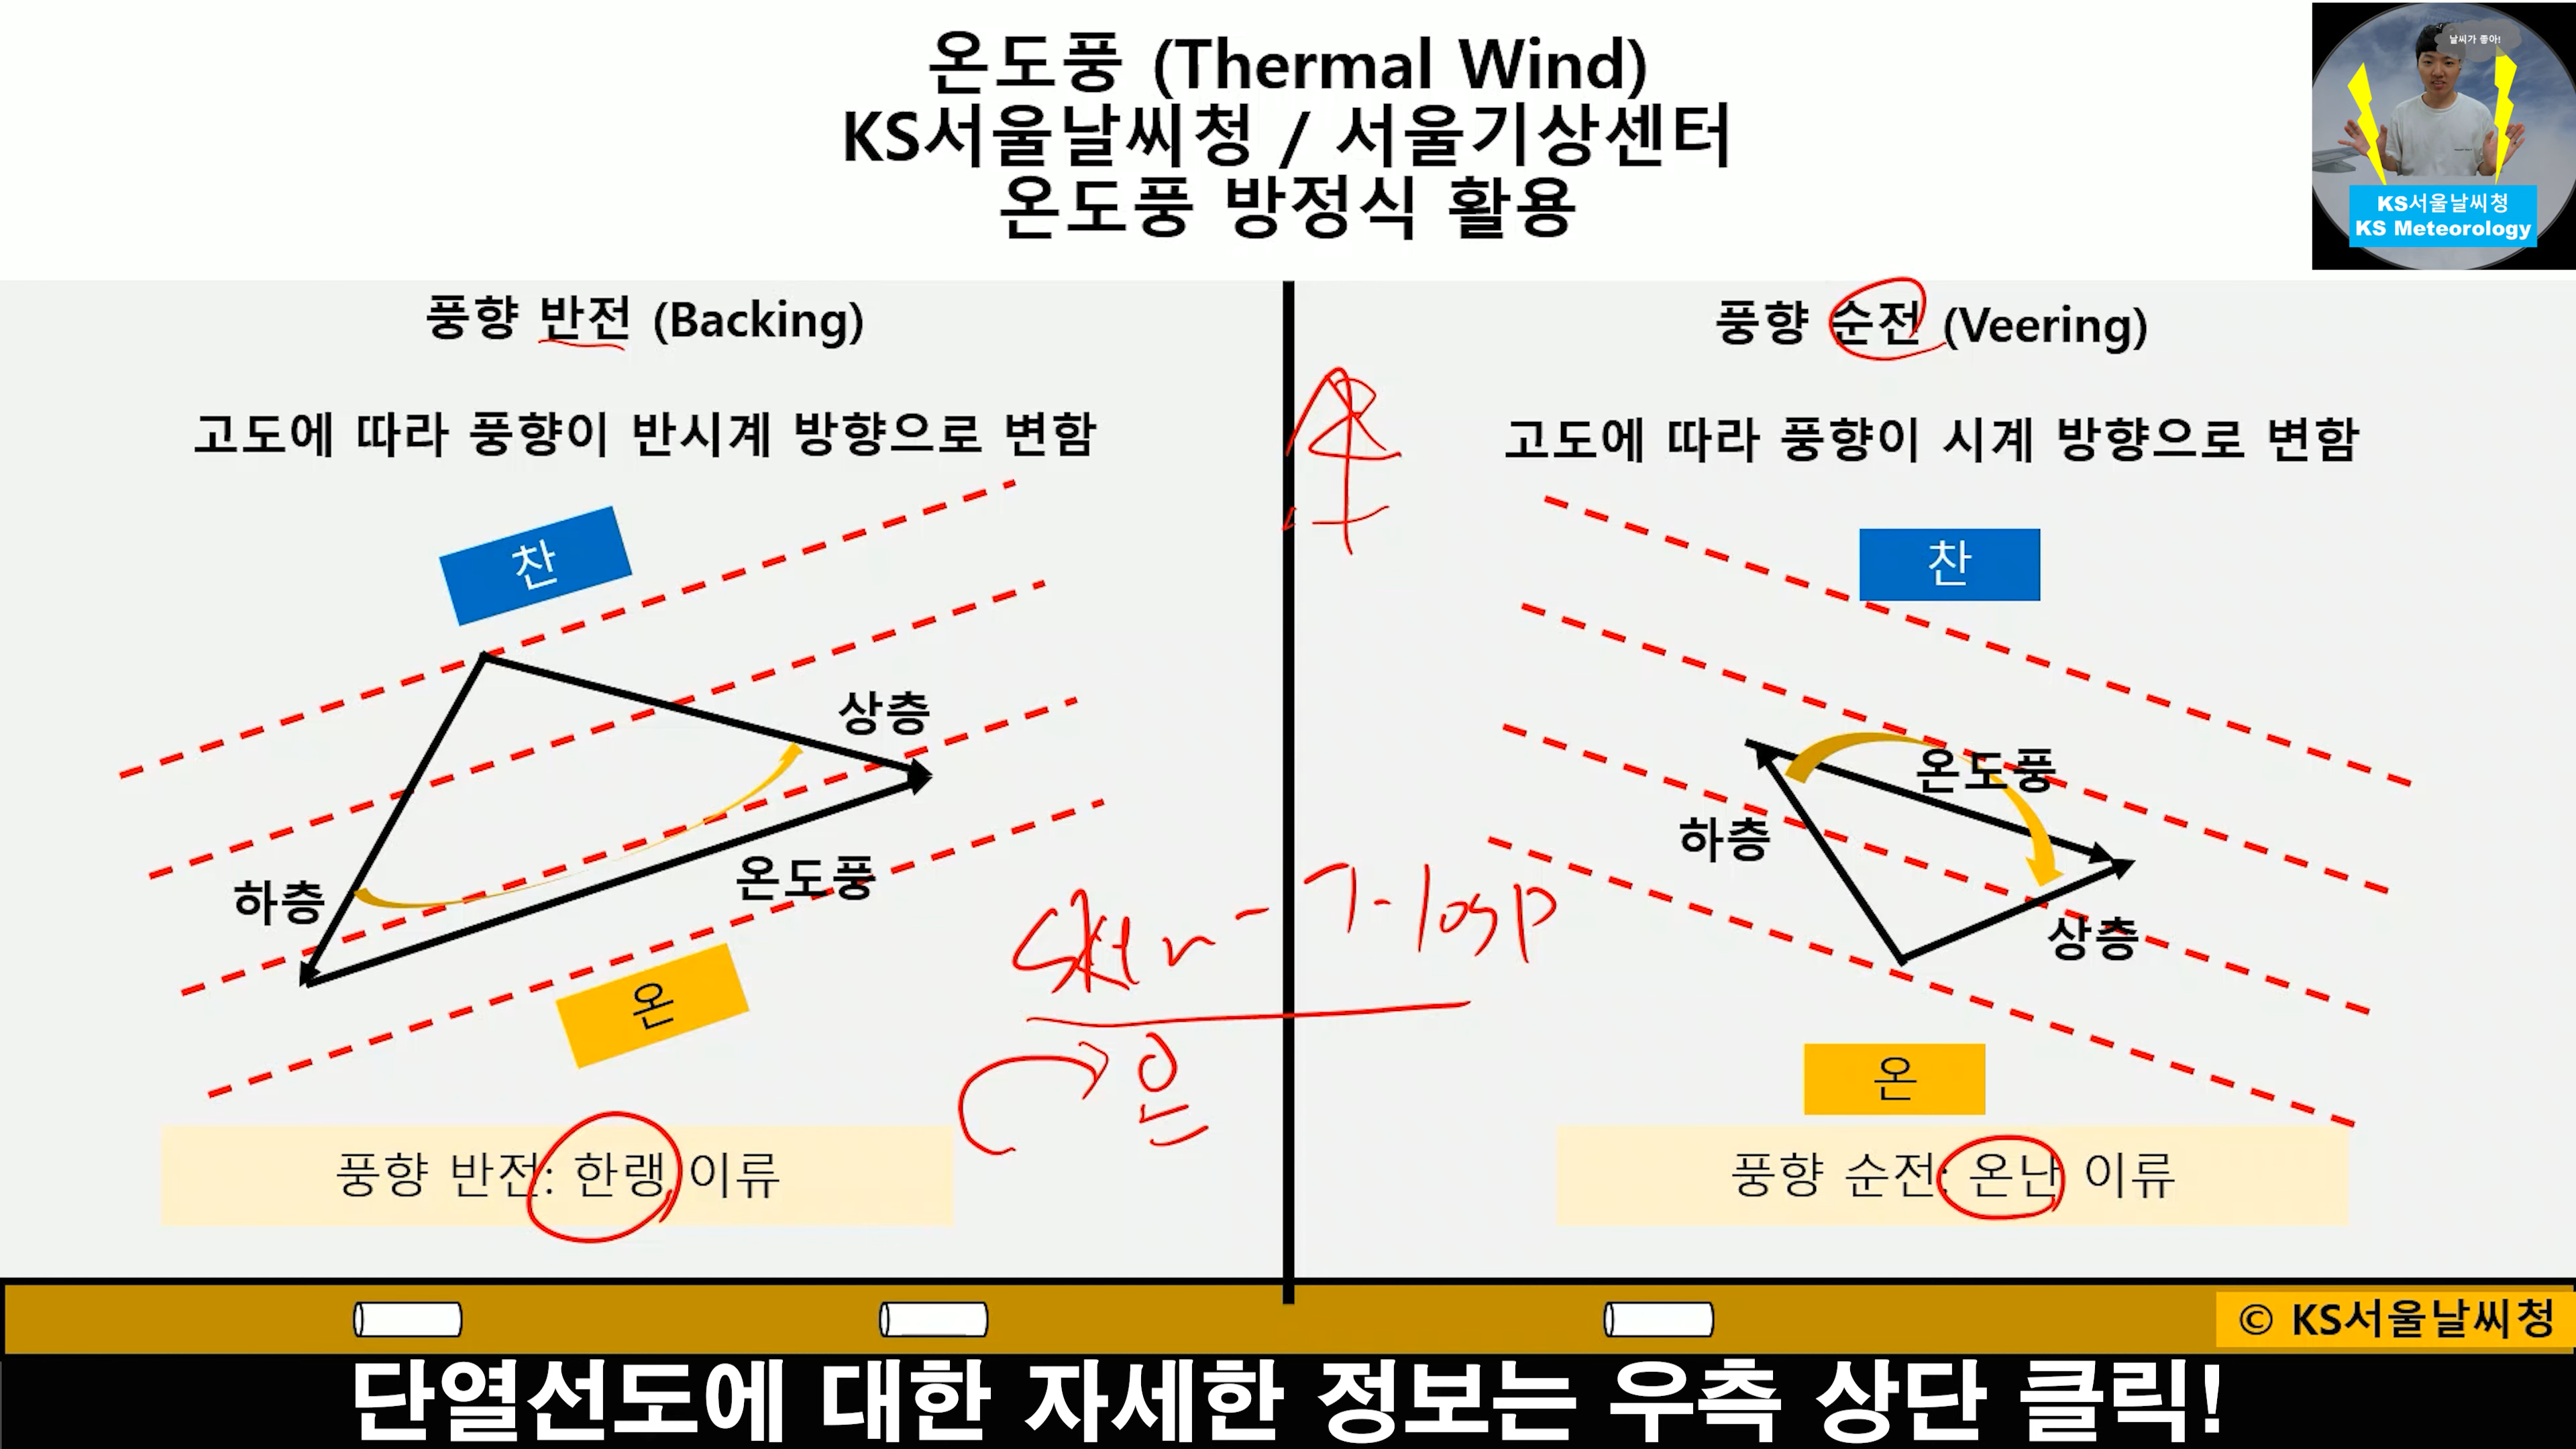 온도풍 (Thermal Wind)
KS서울날씨청 / 서울기상센터
온도풍 방정식 활용
날씨가 좋아!
KS서울날씨청
KS Meteorology
풍향 반전 (Backing)
고도에 따라 풍향이 반시계 방향으로 변함
찬
상층
하층
온도풍
온
풍향 반전: 한랭 이류
풍향 순전 (Veering)
고도에 따라 풍향이 시계 방향으로 변함
찬
온도풍
하층
상층
온
풍향 순전: 온난 이류
상
T-logp
온
© KS서울날씨청
단열선도에 대한 자세한 정보는 우측 상단 클릭!